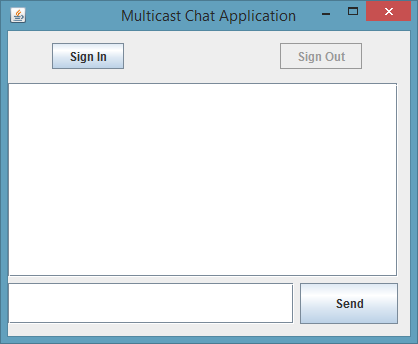 Multicast Chat Application
Sign In
Sign Out
Send